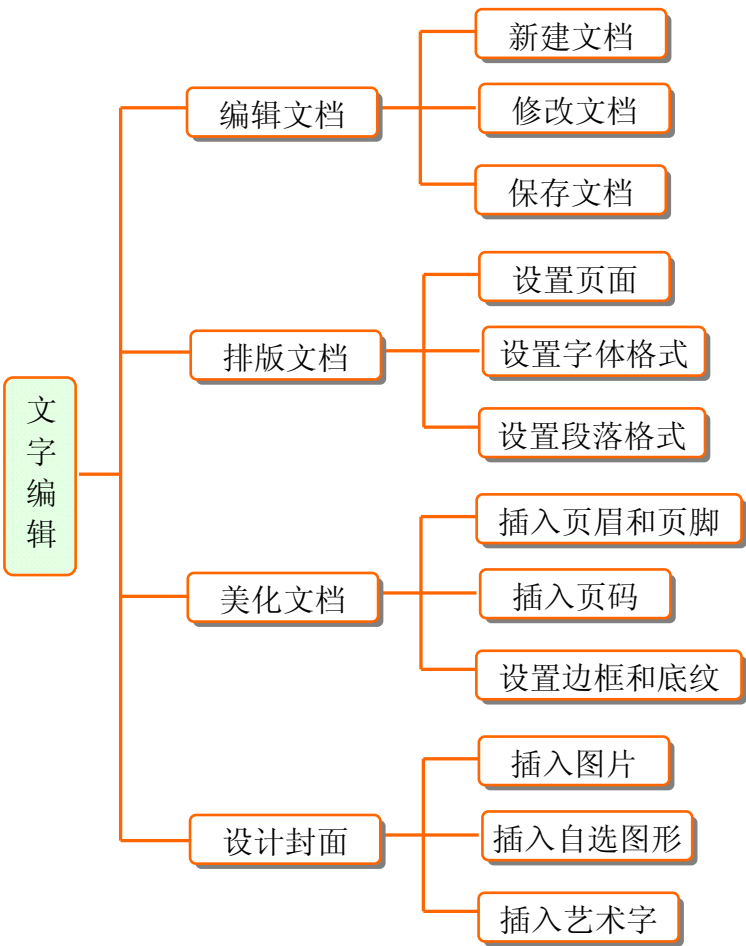 文字编辑
编辑文档
新建文档
修改文档
保存文档
排版文档
设置页面
设置字体格式
设置段落格式
美化文档
插入页眉和页脚
插入页码
设置边框和底纹
设计封面
插入图片
插入自选图形
插入艺术字